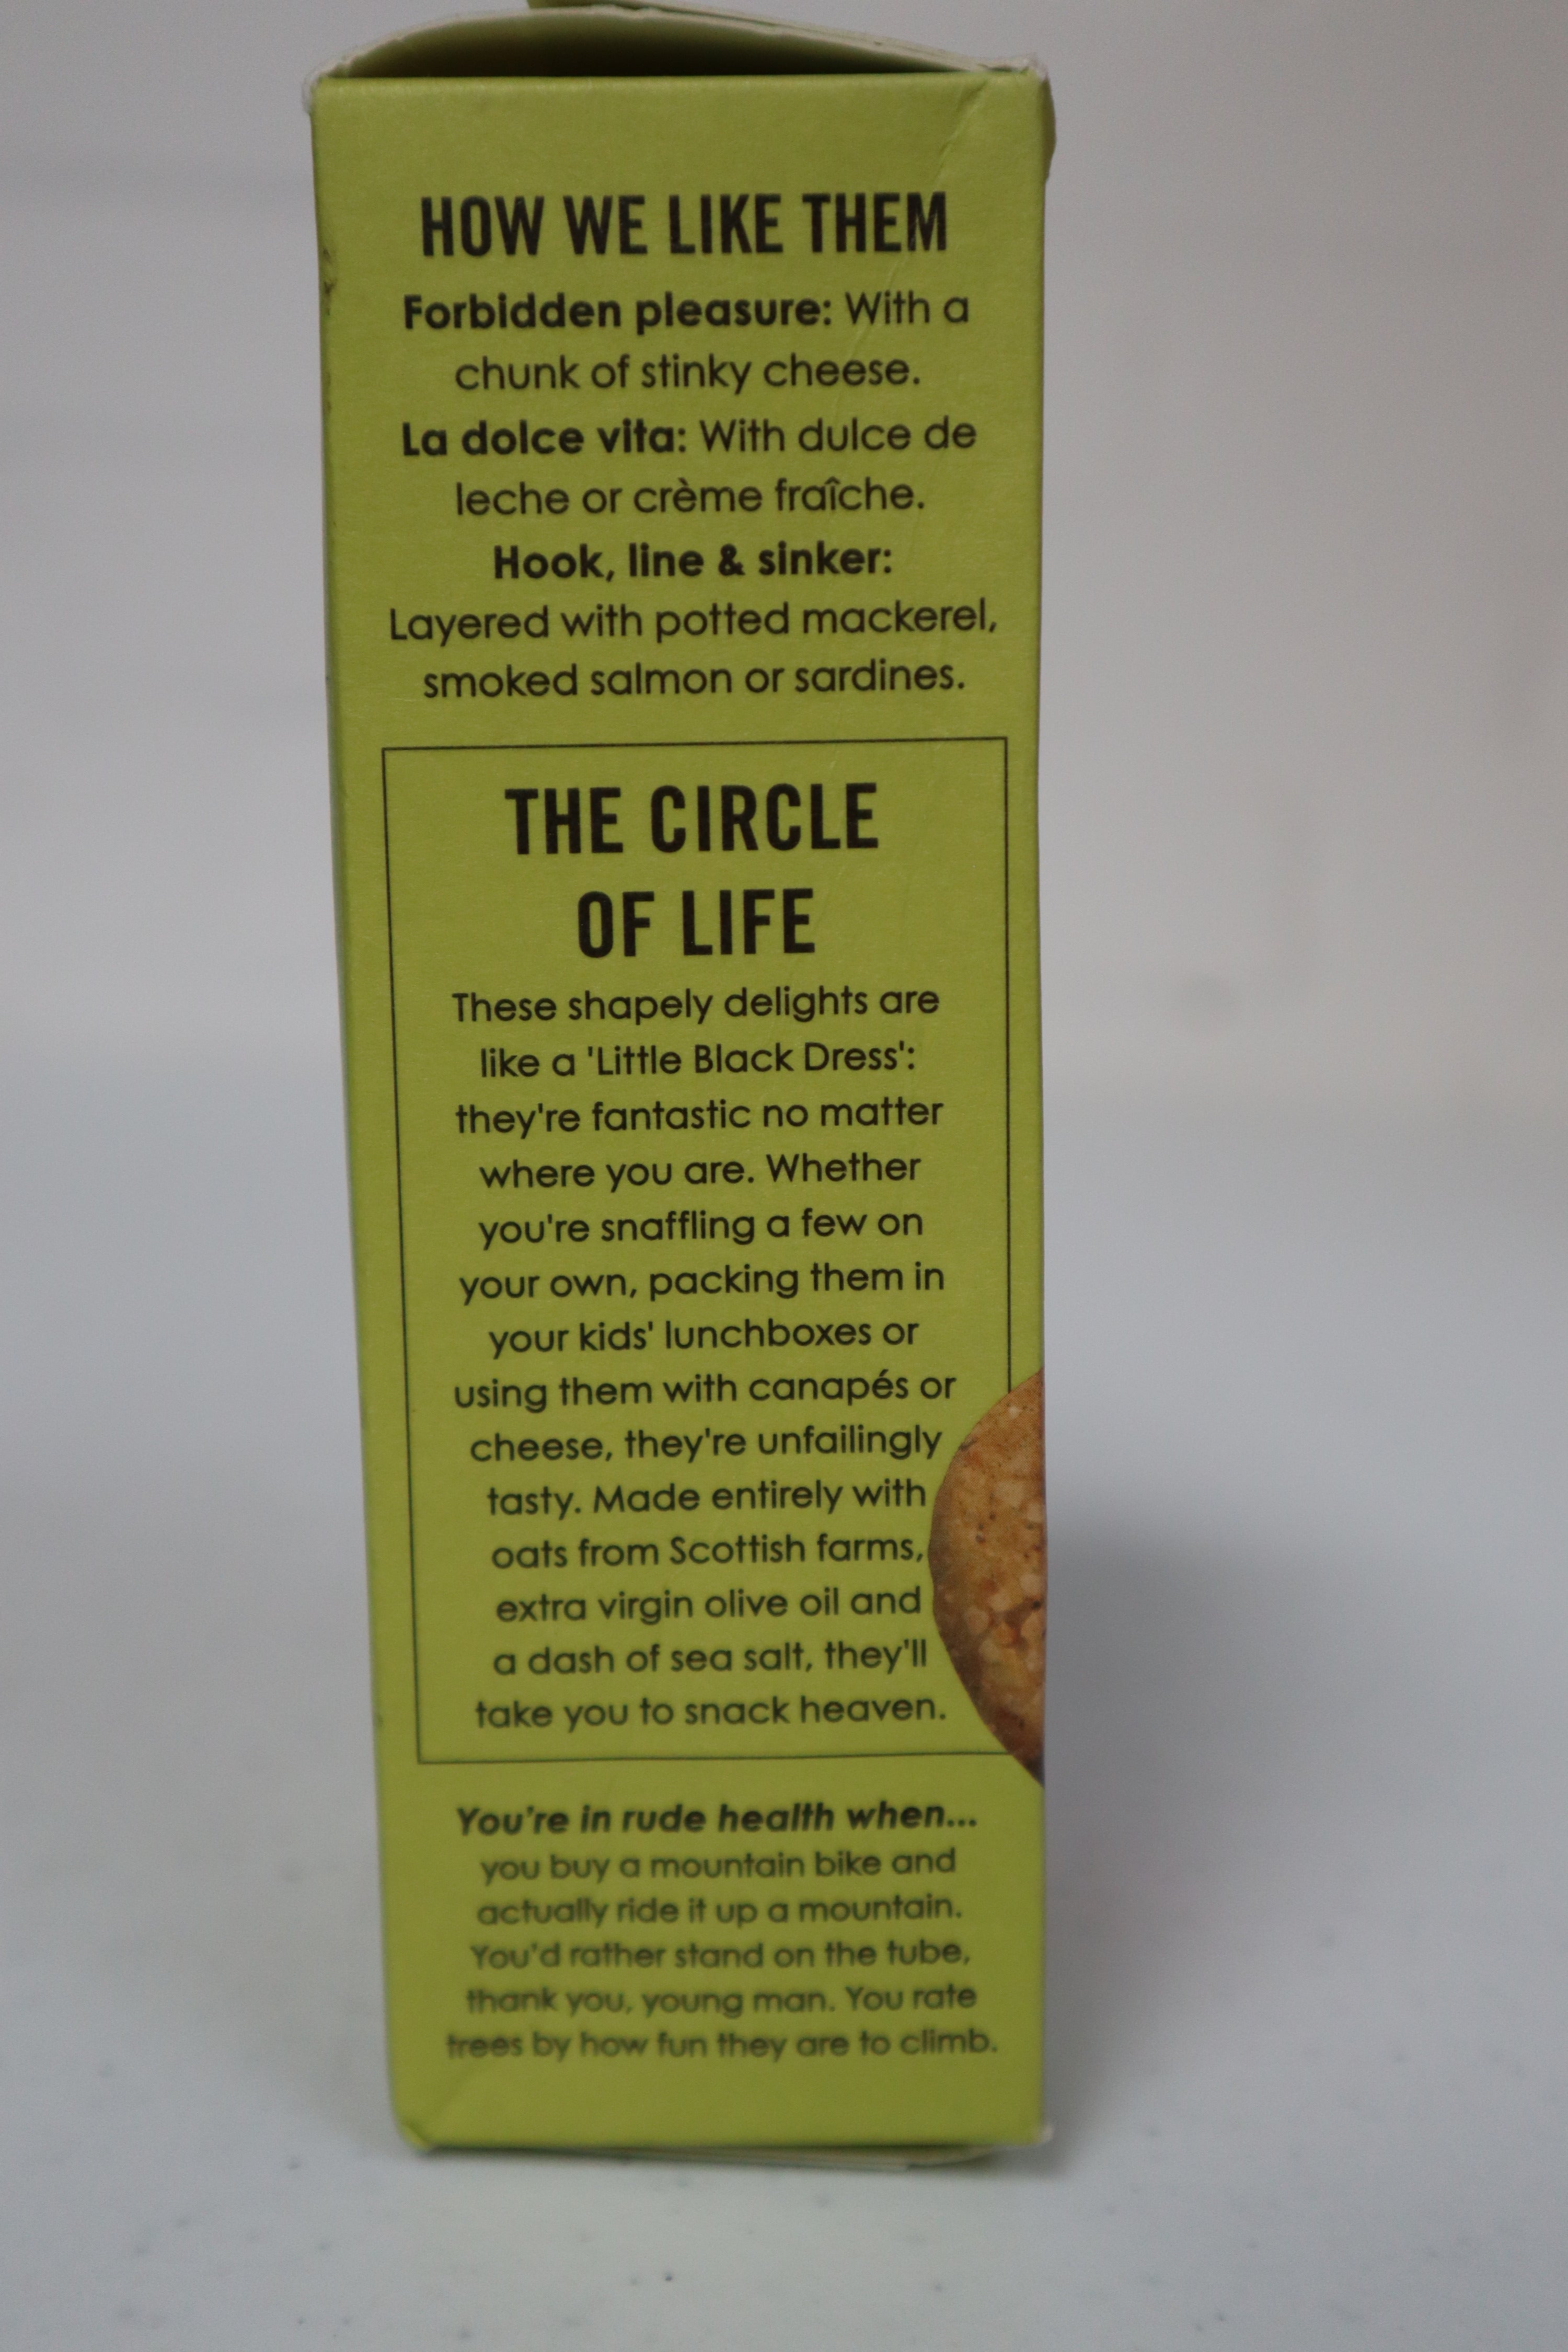 HOW WE LIKE THEM
Forbidden pleasure: With a
chunk of stinky cheese.
La dolce vita: With dulce de
leche or crème fraîche.
Hook, line & sinker:
Layered with potted mackerel,
smoked salmon or sardines.
THE CIRCLE
OF LIFE
These shapely delights are
like a 'Little Black Dress':
they're fantastic no matter
where you are. Whether
you're snaffling a few on
your own, packing them in
your kids' lunchboxes or
using them with canapés or
cheese, they're unfailingly
tasty. Made entirely with
oats from Scottish farms,
extra virgin olive oil and
a dash of sea salt, they'll
take you to snack heaven.
You're in rude health when...
you buy a mountain bike and
actually ride it up a mountain.
You'd rather stand on the tube,
thank you, young man. You rate
trees by how fun they are to climb.